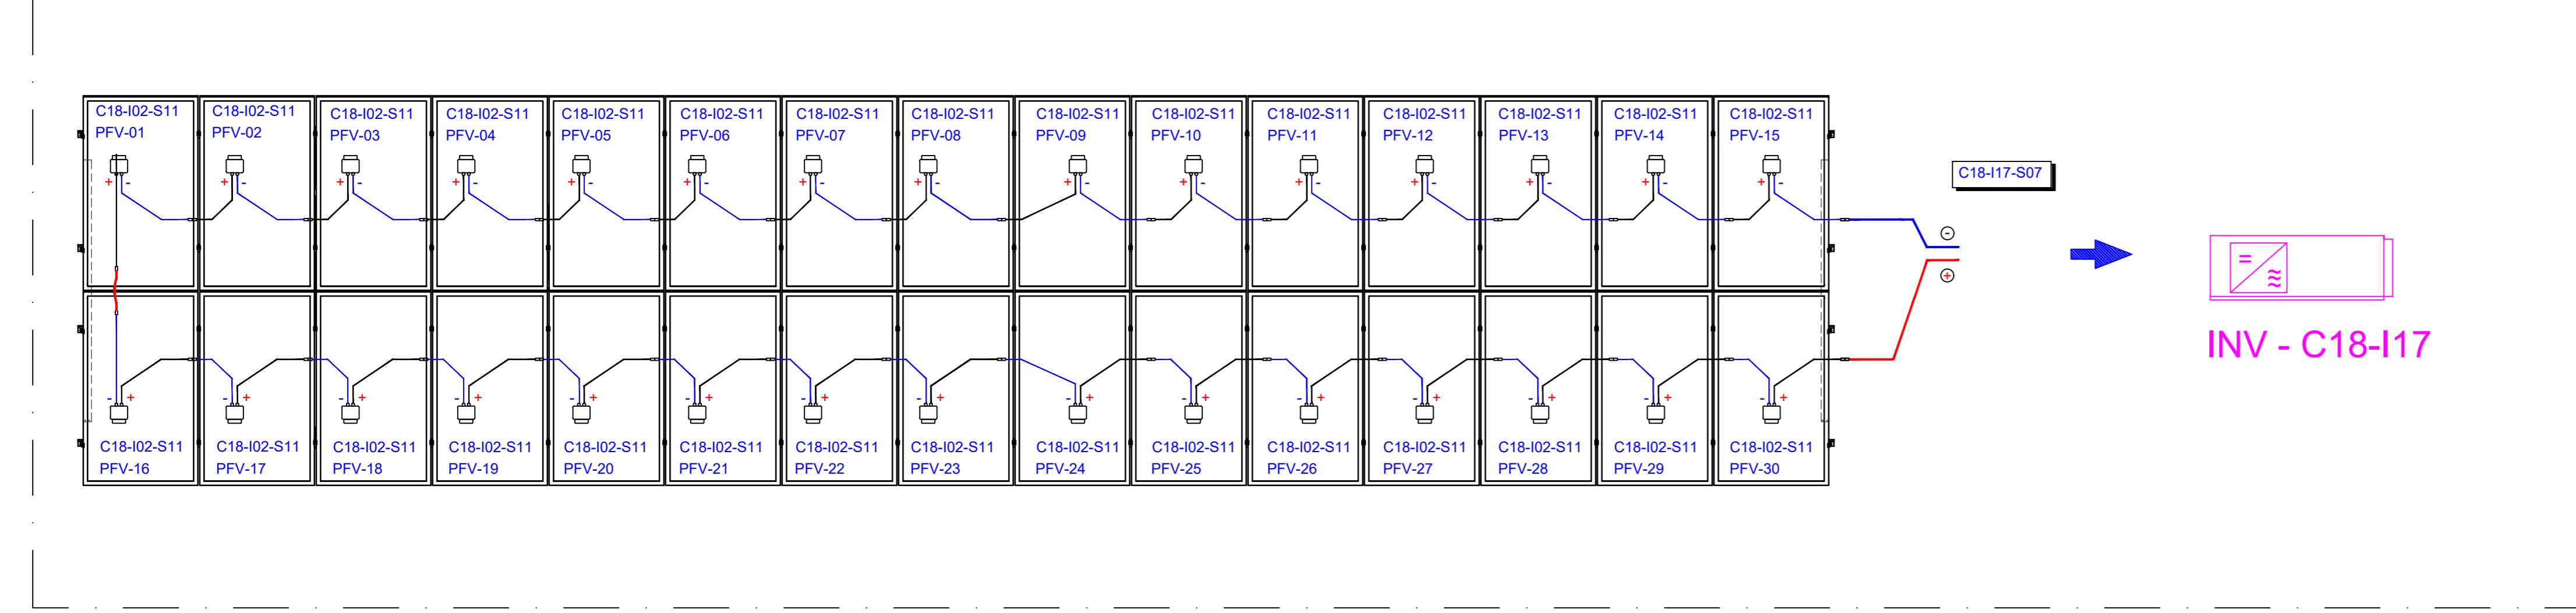 C18-I02-S11
PFV-01
C18-I02-S11
PFV-02
C18-I02-S11
PFV-03
C18-I02-S11
PFV-04
C18-I02-S11
PFV-05
C18-I02-S11
PFV-06
C18-I02-S11
PFV-07
C18-I02-S11
PFV-08
C18-I02-S11
PFV-09
C18-I02-S11
PFV-10
C18-I02-S11
PFV-11
C18-I02-S11
PFV-12
C18-I02-S11
PFV-13
C18-I02-S11
PFV-14
C18-I02-S11
PFV-15
C18-I17-S07
INV - C18-I17
C18-I02-S11
PFV-16
C18-I02-S11
PFV-17
C18-I02-S11
PFV-18
C18-I02-S11
PFV-19
C18-I02-S11
PFV-20
C18-I02-S11
PFV-21
C18-I02-S11
PFV-22
C18-I02-S11
PFV-23
C18-I02-S11
PFV-24
C18-I02-S11
PFV-25
C18-I02-S11
PFV-26
C18-I02-S11
PFV-27
C18-I02-S11
PFV-28
C18-I02-S11
PFV-29
C18-I02-S11
PFV-30